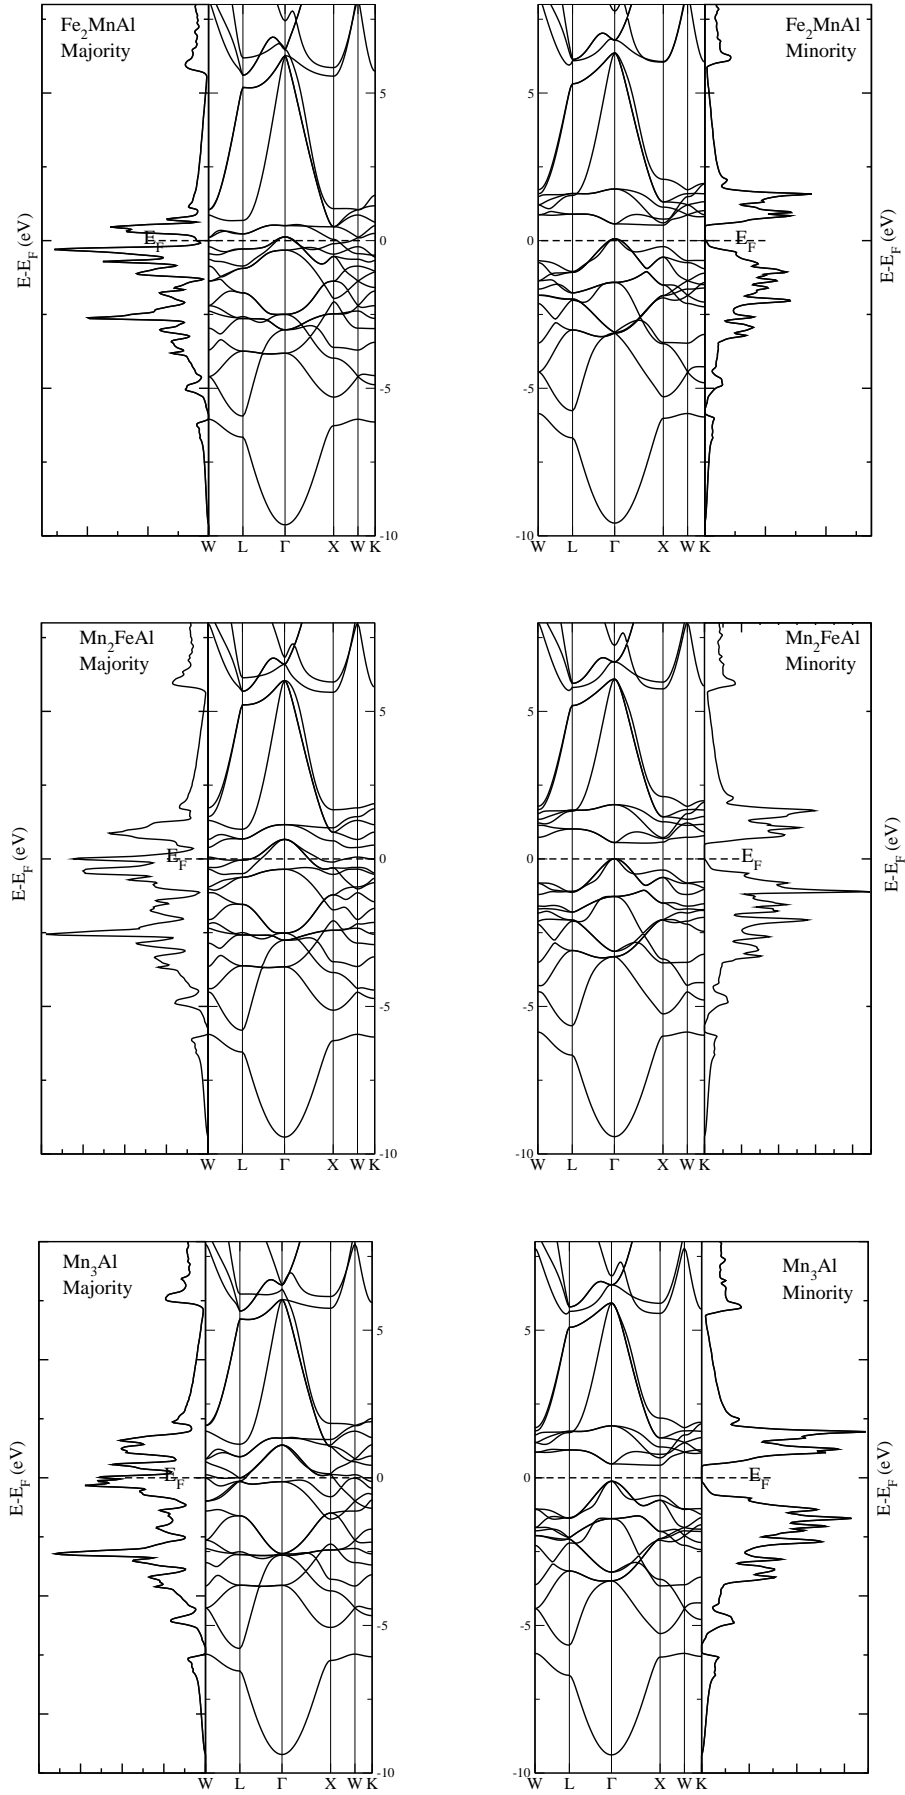 Fe2MnAl
Majority
Fe2MnAl
Minority
5
5
E-EF (eV)
EF
0
0
EF
E-EF (eV)
-5
-5
-10
-10
W L Γ X W K
W L Γ X W K
Mn2FeAl
Majority
Mn2FeAl
Minority
5
5
E-EF (eV)
EF
0
0
EF
E-EF (eV)
-5
-5
-10
-10
W L Γ X W K
W L Γ X W K
Mn3Al
Majority
Mn3Al
Minority
5
5
E-EF (eV)
EF
0
0
EF
E-EF (eV)
-5
-5
-10
-10
W L Γ X W K
W L Γ X W K